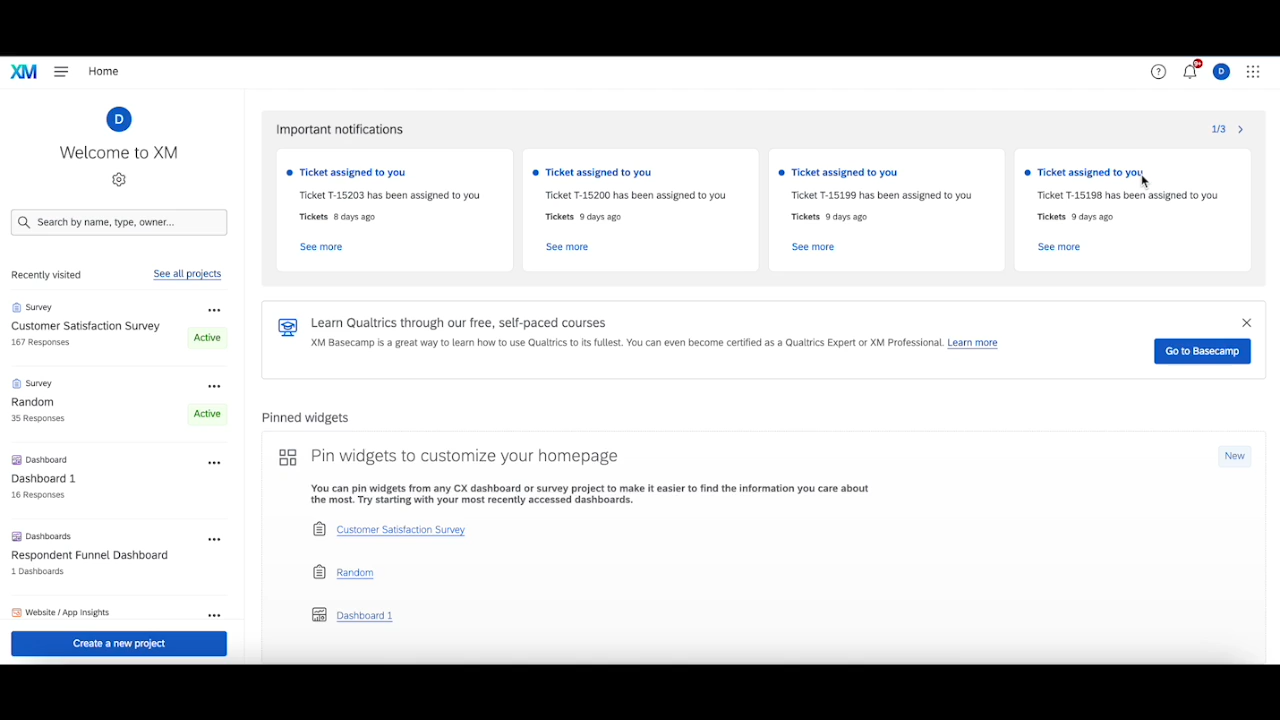 XM
Home
?
9+
D
D
Welcome to XM
Search by name, type, owner...
Recently visited
See all projects
Survey
Customer Satisfaction Survey
167 Responses
Active
Survey
Random
35 Responses
Active
Dashboard
Dashboard 1
16 Responses
Dashboards
Respondent Funnel Dashboard
1 Dashboards
Website / App Insights
Create a new project
Important notifications
1/3
Ticket assigned to you
Ticket T-15203 has been assigned to you
Tickets 8 days ago
See more
Ticket assigned to you
Ticket T-15200 has been assigned to you
Tickets 9 days ago
See more
Ticket assigned to you
Ticket T-15199 has been assigned to you
Tickets 9 days ago
See more
Ticket assigned to you
Ticket T-15198 has been assigned to you
Tickets 9 days ago
See more
Learn Qualtrics through our free, self-paced courses
XM Basecamp is a great way to learn how to use Qualtrics to its fullest. You can even become certified as a Qualtrics Expert or XM Professional. Learn more
Go to Basecamp
Pinned widgets
Pin widgets to customize your homepage
New
You can pin widgets from any CX dashboard or survey project to make it easier to find the information you care about
the most. Try starting with your most recently accessed dashboards.
Customer Satisfaction Survey
Random
Dashboard 1